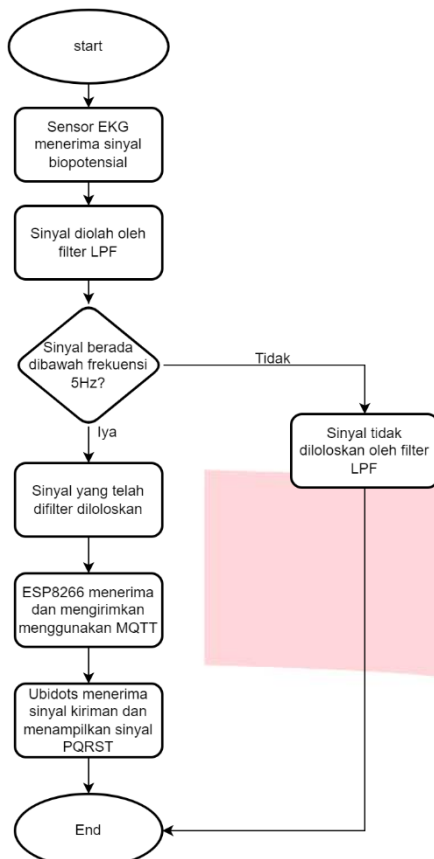 start
Sensor EKG
menerima sinyal
biopotensial
Sinyal diolah oleh
filter LPF
Sinyal berada
dibawah frekuensi
5Hz?
Tidak
Iya
Sinyal tidak
diloloskan oleh filter
LPF
Sinyal yang telah
difilter diloloskan
ESP8266 menerima
dan mengirimkan
menggunakan MQTT
Ubidots menerima
sinyal kiriman dan
menampilkan sinyal
PQRST
End